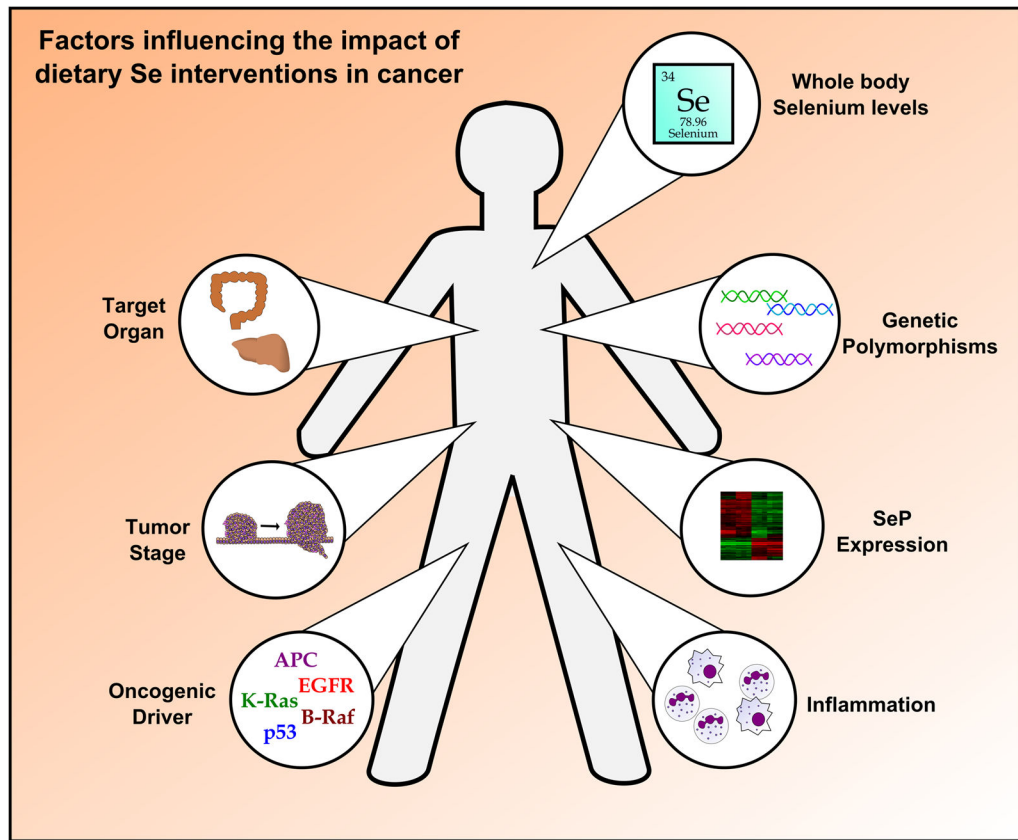 Factors influencing the impact of
dietary Se interventions in cancer
34
Se
78.96
Selenium
Whole body
Selenium levels
Target
Organ
Genetic
Polymorphisms
Tumor
Stage
SeP
Expression
Oncogenic
Driver
APC
EGFR
K-Ras
B-Raf
p53
Inflammation